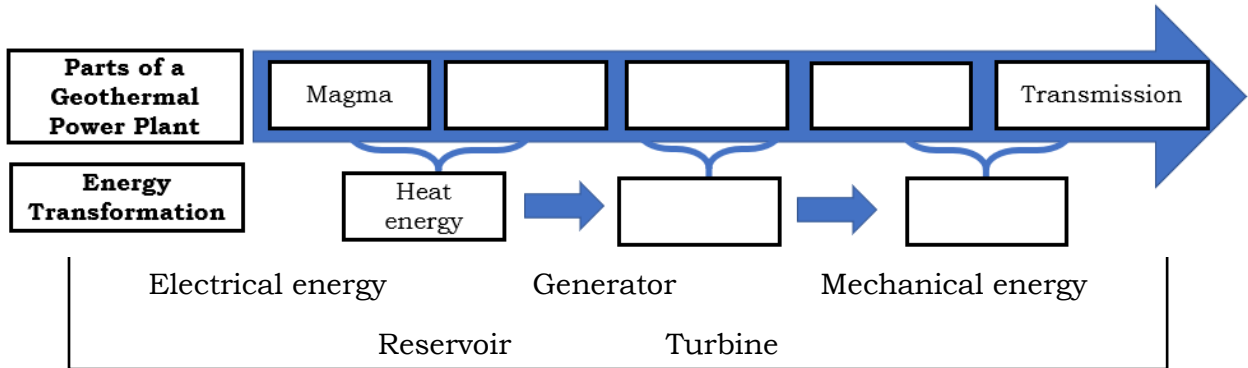 Parts of a
Geothermal
Power Plant
Magma
Transmission
Energy
Transformation
Heat
energy
Electrical energy Generator Mechanical energy
Reservoir Turbine